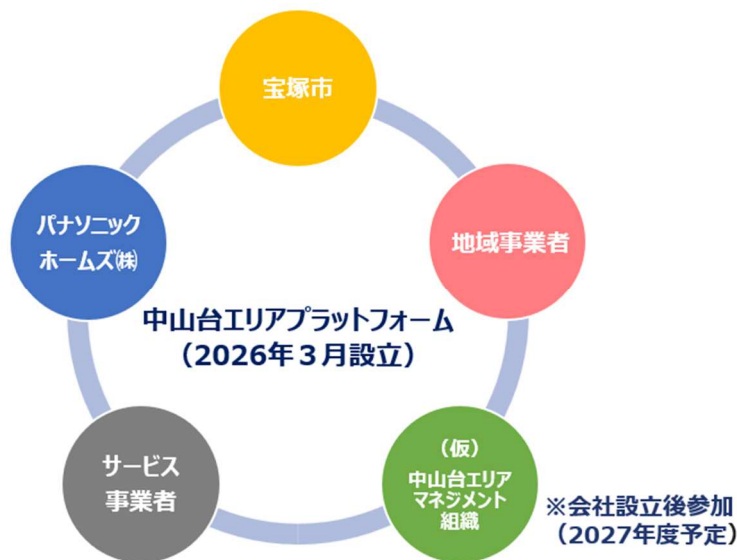 宝塚市
パナソニック
ホームズ㈱
地域事業者
中山台エリアプラットフォーム
（2026年３月設立）
サービス
事業者
（仮）
中山台エリア
マネジメント
組織
※会社設立後参加
（2027年度予定）